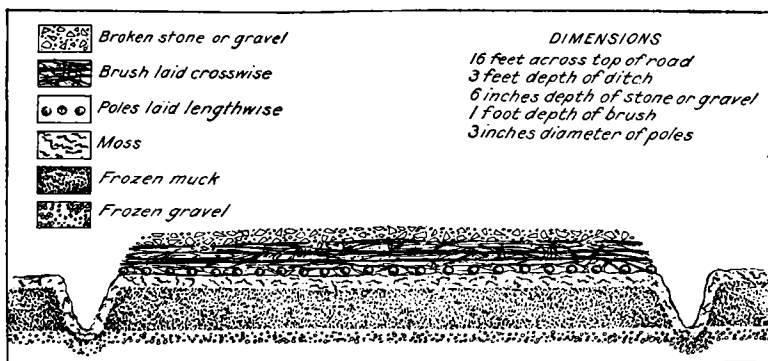 Broken stone or gravel
Brush laid crosswise
Poles laid lengthwise
Moss
Frozen muck
Frozen gravel
DIMENSIONS
16 feet across top of road
3 feet depth of ditch
6 inches depth of stone or gravel
1 foot depth of brush
3 inches diameter of poles